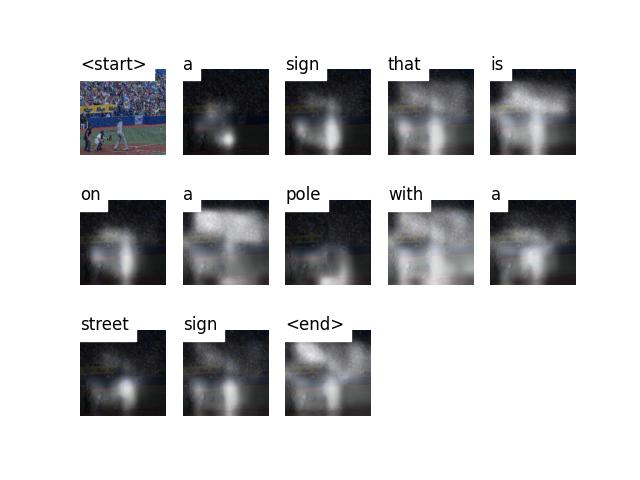 <start> a sign that is
on a pole with a
street sign <end>